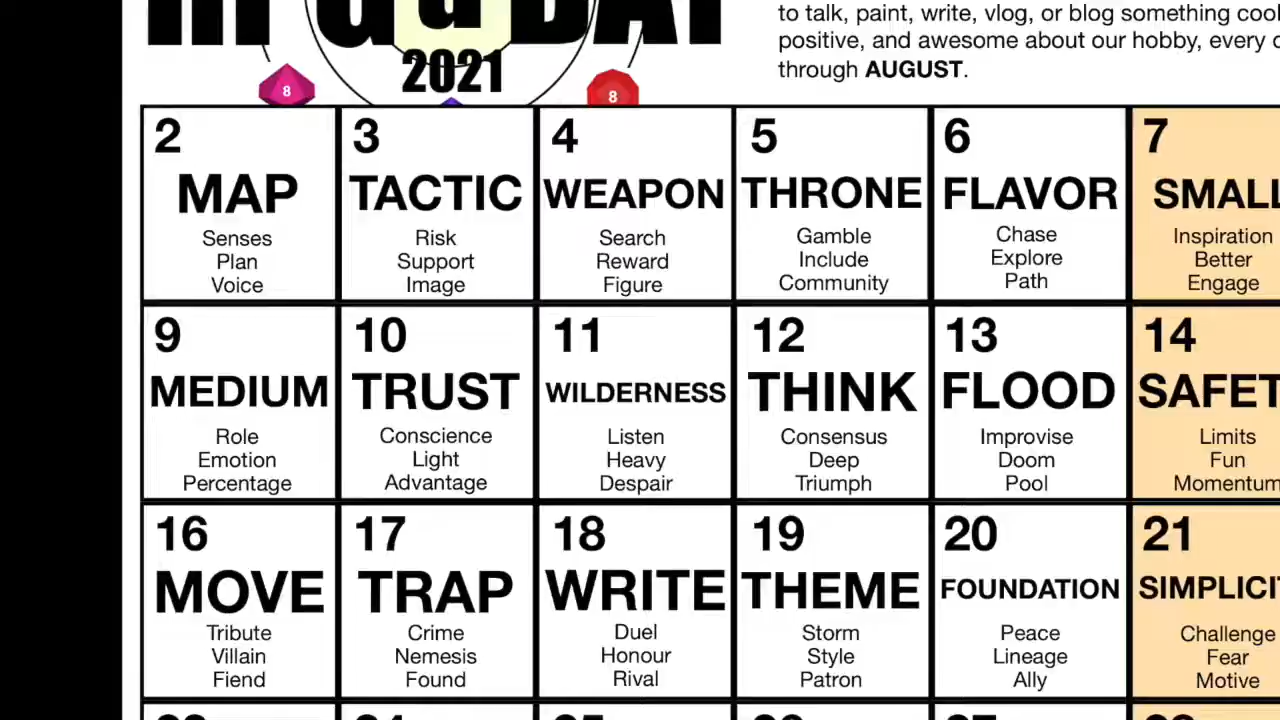 2021
8
8
to talk, paint, write, vlog, or blog something
positive, and awesome about our hobby, every
through AUGUST.
2
MAP
Senses
Plan
Voice
3
TACTIC
Risk
Support
Image
4
WEAPON
Search
Reward
Figure
5
THRONE
Gamble
Include
Community
6
FLAVOR
Chase
Explore
Path
7
SMALL
Inspiration
Better
Engage
9
MEDIUM
Role
Emotion
Percentage
10
TRUST
Conscience
Light
Advantage
11
WILDERNESS
Listen
Heavy
Despair
12
THINK
Consensus
Deep
Triumph
13
FLOOD
Improvise
Doom
Pool
14
SAFET
Limits
Fun
Momentum
16
MOVE
Tribute
Villain
Fiend
17
TRAP
Crime
Nemesis
Found
18
WRITE
Duel
Honour
Rival
19
THEME
Storm
Style
Patron
20
FOUNDATION
Peace
Lineage
Ally
21
SIMPLICIT
Challenge
Fear
Motive